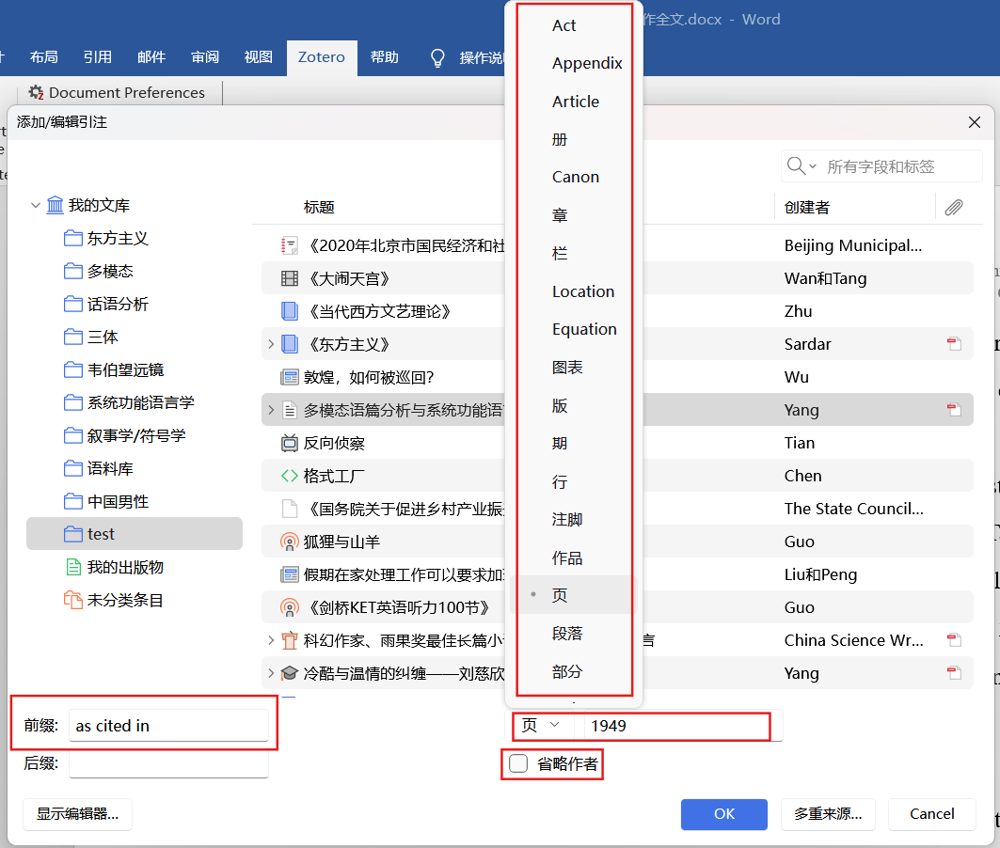 作全文.docx - Word
布局 引用 邮件 审阅 视图 Zotero 帮助 操作说
Document Preferences
添加/编辑引注
所有字段和标签
我的文库
东方主义
多模态
话语分析
三体
韦伯望远镜
系统功能语言学
叙事学/符号学
语料库
中国男性
test
我的出版物
未分类条目
标题 创建者
《2020年北京市国民经济和社 Beijing Municipal...
《大闹天宫》 Wan和Tang
《当代西方文艺理论》 Zhu
《东方主义》 Sardar
敦煌，如何被巡回？ Wu
多模态语篇分析与系统功能语 Yang
反向侦察 Tian
格式工厂 Chen
《国务院关于促进乡村产业振 The State Council...
狐狸与山羊 Guo
假期在家处理工作可以要求加 Liu和Peng
《剑桥KET英语听力100节》 Guo
科幻作家、雨果奖最佳长篇小 言 China Science Wr...
冷酷与温情的纠缠——刘慈欣 Yang
Act
Appendix
Article
册
Canon
章
栏
Location
Equation
图表
版
期
行
注脚
作品
页
段落
部分
前缀: as cited in
页 1949
后缀:
省略作者
显示编辑器...
OK
多重来源...
Cancel